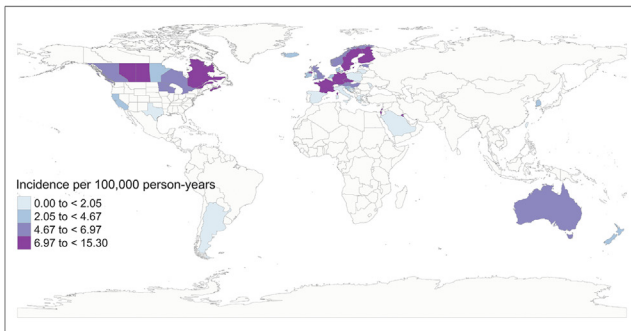 Incidence per 100,000 person-years
0.00 to < 2.05
2.05 to < 4.67
4.67 to < 6.97
6.97 to < 15.30